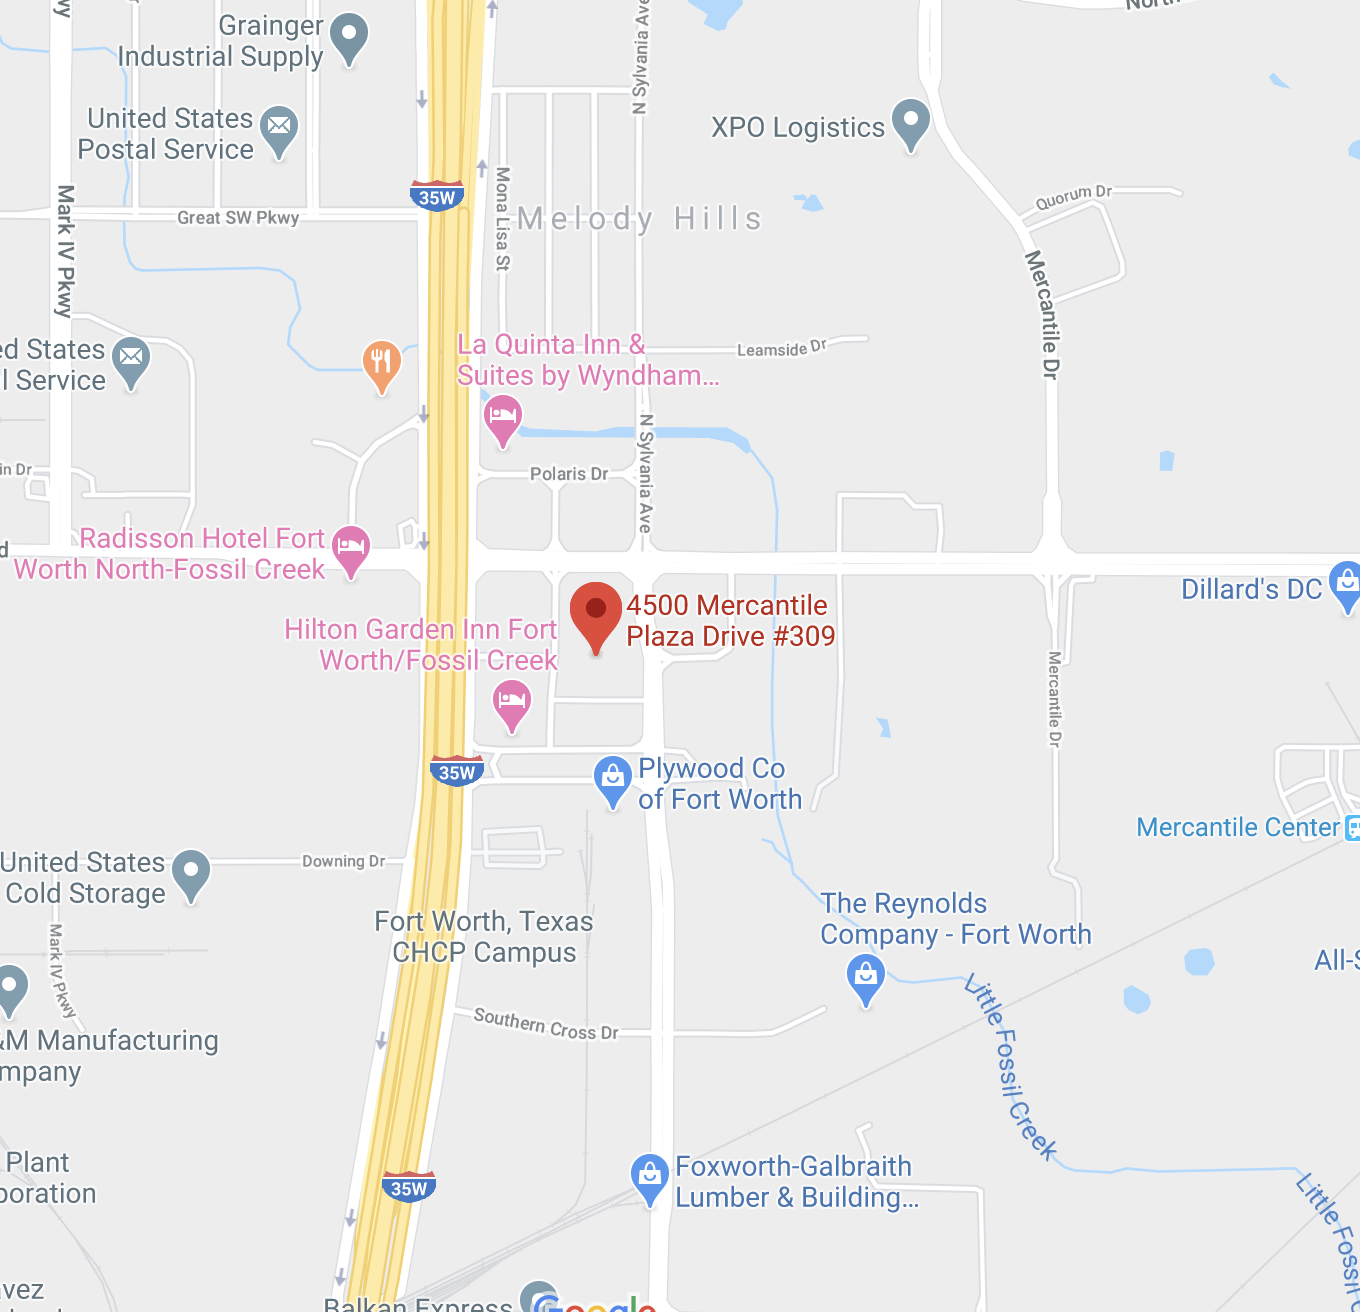 North
Grainger
Industrial Supply
N Sylvania Ave
United States
Postal Service
XPO Logistics
Mark IV Pkwy
35W
Mona Lisa St
Quorum Dr
Great SW Pkwy
Melody Hills
Mercantile Dr
La Quinta Inn &
Suites by Wyndham...
Leamside Dr
ed States
l Service
N Sylvania Ave
in Dr
Polaris Dr
Radisson Hotel Fort
Worth North-Fossil Creek
d
Dillard's DC
4500 Mercantile
Plaza Drive #309
Hilton Garden Inn Fort
Worth/Fossil Creek
Mercantile Dr
35W
Plywood Co
of Fort Worth
Mercantile Center
United States
Cold Storage
Downing Dr
The Reynolds
Company - Fort Worth
Fort Worth, Texas
CHCP Campus
Mark IV Pkwy
All-S
Little Fossil Creek
Southern Cross Dr
&M Manufacturing
mpany
Plant
poration
35W
Foxworth-Galbraith
Lumber & Building...
Little Fossi
vez
Balkan Express
Google